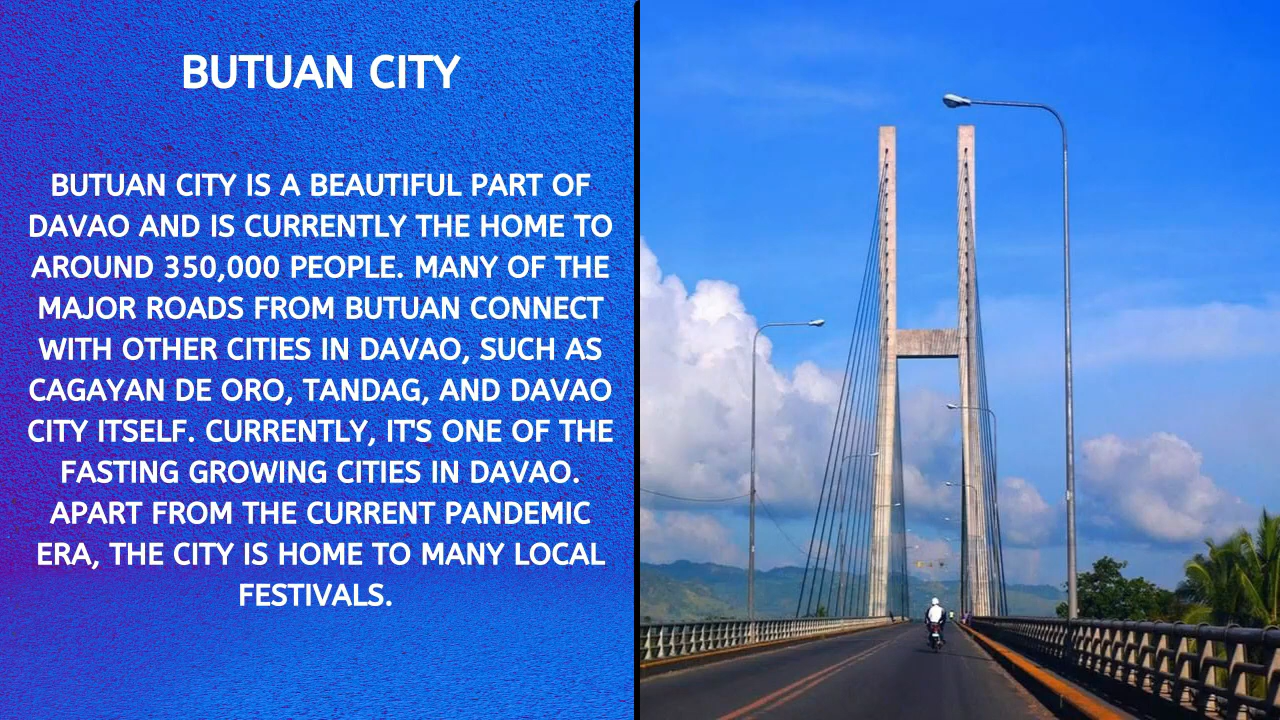 BUTUAN CITY
BUTUAN CITY IS A BEAUTIFUL PART OF
DAVAO AND IS CURRENTLY THE HOME TO
AROUND 350,000 PEOPLE. MANY OF THE
MAJOR ROADS FROM BUTUAN CONNECT
WITH OTHER CITIES IN DAVAO, SUCH AS
CAGAYAN DE ORO, TANDAG, AND DAVAO
CITY ITSELF. CURRENTLY, IT'S ONE OF THE
FASTING GROWING CITIES IN DAVAO.
APART FROM THE CURRENT PANDEMIC
ERA, THE CITY IS HOME TO MANY LOCAL
FESTIVALS.